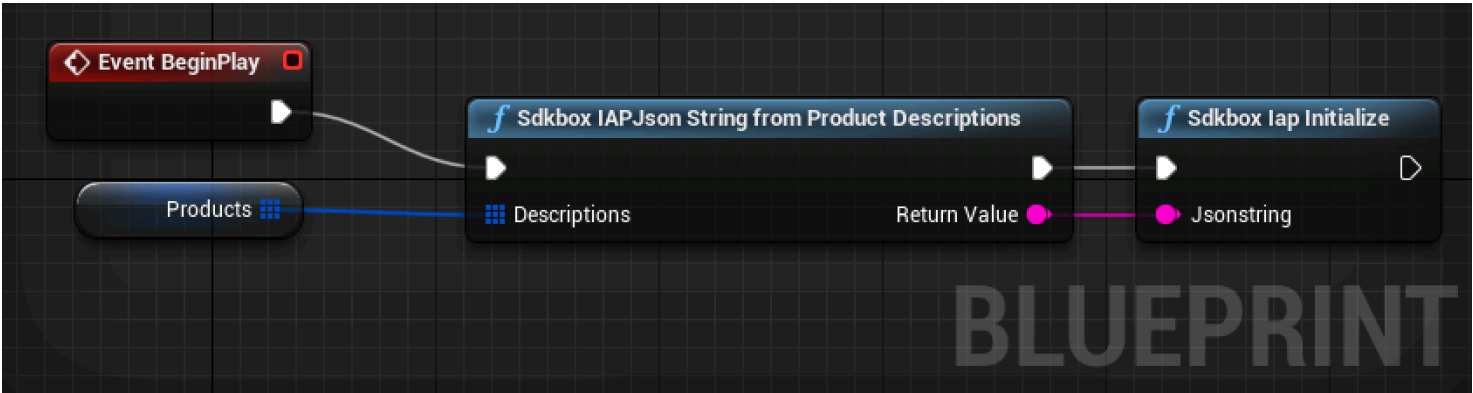 Event BeginPlay
Sdkbox IAPJson String from Product Descriptions
Sdkbox Iap Initialize
Products
Descriptions
Return Value
Jsonstring
BLUEPRINT